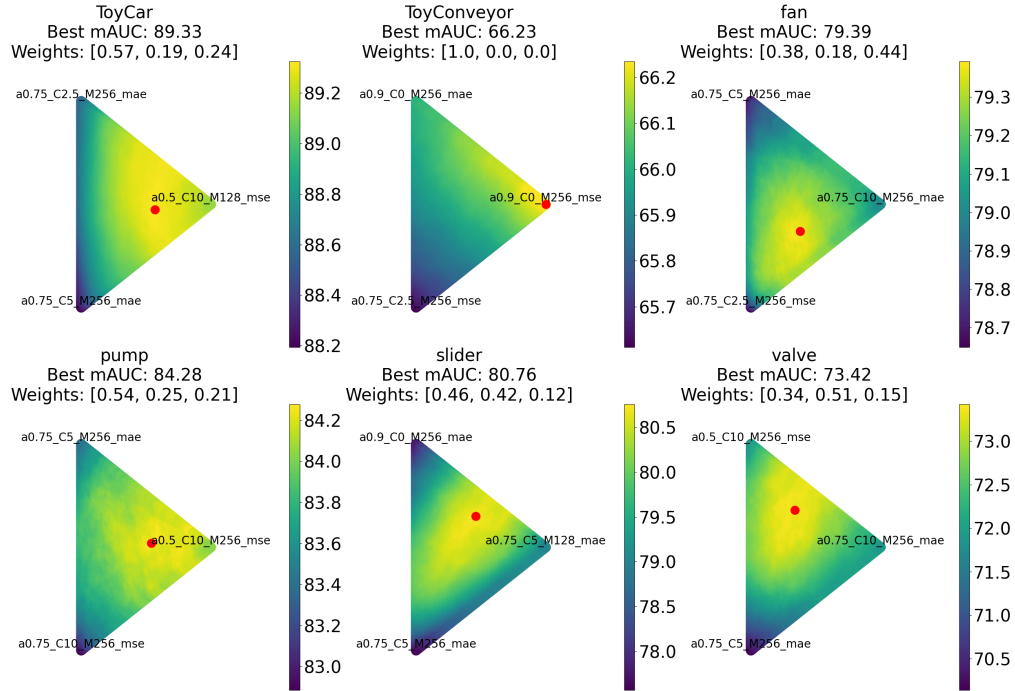 ToyCar
Best mAUC: 89.33
Weights: [0.57, 0.19, 0.24]
a0.75_C2.5_M256_mae
a0.5_C10_M128_mse
a0.75_C5_M256_mae
89.2
89.0
88.8
88.6
88.4
88.2
ToyConveyor
Best mAUC: 66.23
Weights: [1.0, 0.0, 0.0]
a0.9_C0_M256_mae
a0.9_C0_M256_mse
a0.75_C2.5_M256_mse
66.2
66.1
66.0
65.9
65.8
65.7
fan
Best mAUC: 79.39
Weights: [0.38, 0.18, 0.44]
a0.75_C5_M256_mae
a0.75_C10_M256_mse
a0.75_C2.5_M256_mse
79.3
79.2
79.1
79.0
78.9
78.8
78.7
pump
Best mAUC: 84.28
Weights: [0.54, 0.25, 0.21]
a0.75_C5_M256_mae
a0.5_C10_M256_mse
a0.75_C10_M256_mse
84.2
84.0
83.8
83.6
83.4
83.2
83.0
slider
Best mAUC: 80.76
Weights: [0.46, 0.42, 0.12]
a0.9_C0_M256_mae
a0.75_C5_M128_mae
a0.75_C5_M256_mae
80.5
80.0
79.5
79.0
78.5
78.0
valve
Best mAUC: 73.42
Weights: [0.34, 0.51, 0.15]
a0.5_C10_M256_mse
a0.75_C10_M256_mae
a0.75_C5_M256_mae
73.0
72.5
72.0
71.5
71.0
70.5